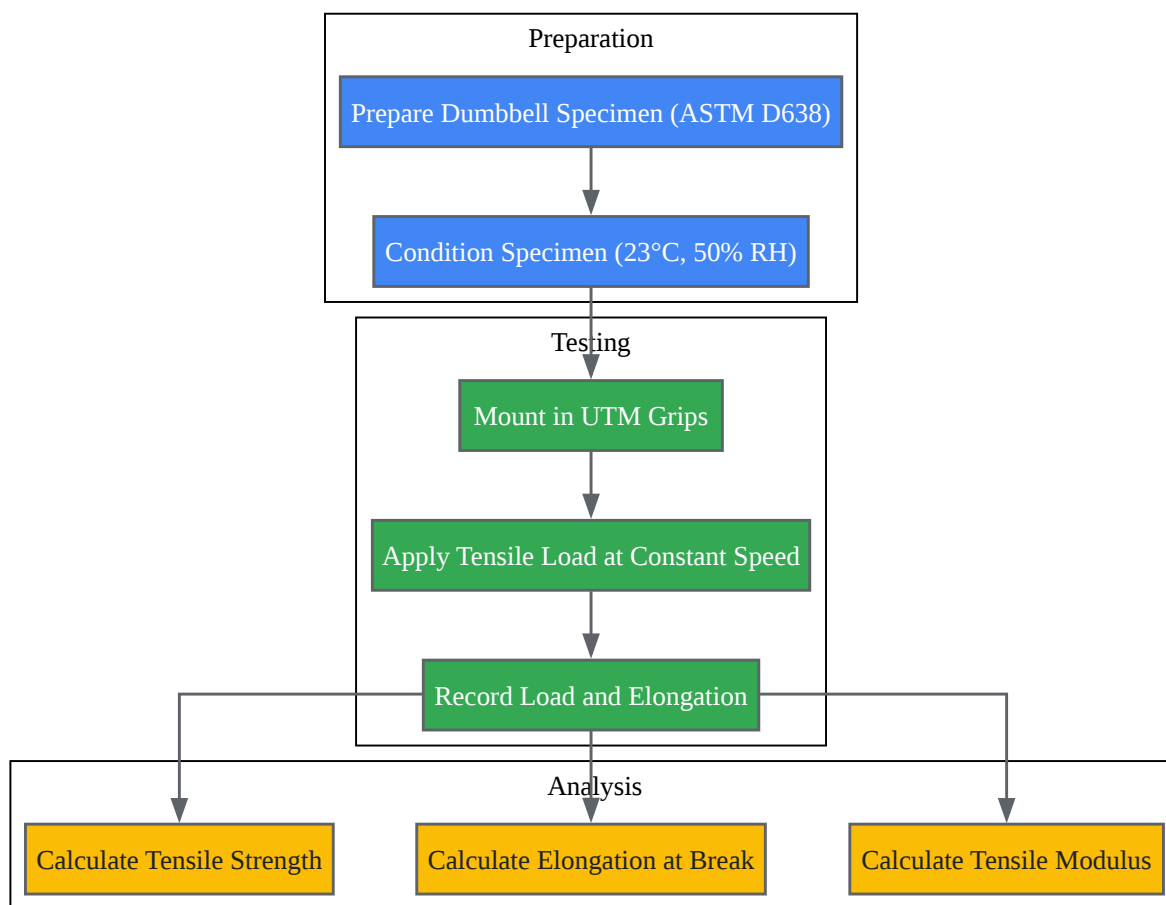 Preparation
Prepare Dumbbell Specimen (ASTM D638)
Condition Specimen (23°C, 50% RH)
Testing
Mount in UTM Grips
Apply Tensile Load at Constant Speed
Record Load and Elongation
Analysis
Calculate Tensile Strength
Calculate Elongation at Break
Calculate Tensile Modulus